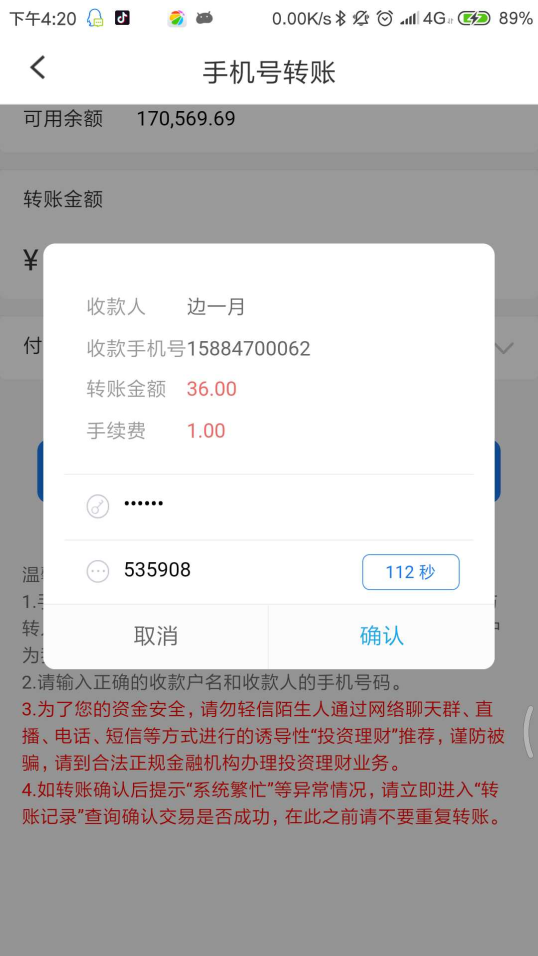 下午4:20 0.00K/s 4G 89%
手机号转账
可用余额 170,569.69
转账金额
¥
收款人 边一月
收款手机号15884700062
转账金额 36.00
手续费 1.00
付
••••••
535908 112 秒
取消 确认
1.
转
为
2.请输入正确的收款户名和收款人的手机号码。
3.为了您的资金安全，请勿轻信陌生人通过网络聊天群、直
播、电话、短信等方式进行的诱导性“投资理财”推荐，谨防被
骗，请到合法正规金融机构办理投资理财业务。
4.如转账确认后提示“系统繁忙”等异常情况，请立即进入“转
账记录”查询确认交易是否成功，在此之前请不要重复转账。